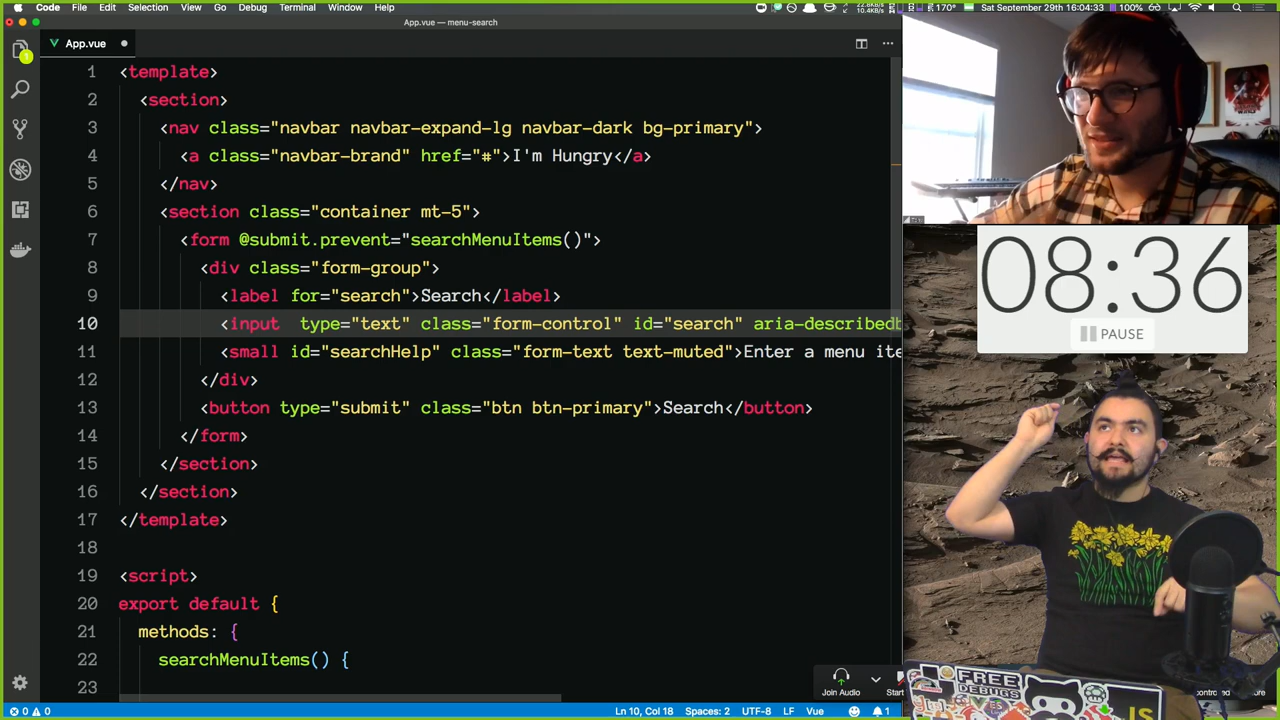 Code File Edit Selection View Go Debug Terminal Window Help
170° Sat September 29th 16:04:33 100%
App.vue — menu-search
App.vue
1 <template>
2 <section>
3 <nav class="navbar navbar-expand-lg navbar-dark bg-primary">
4 <a class="navbar-brand" href="#">I'm Hungry</a>
5 </nav>
6 <section class="container mt-5">
7 <form @submit.prevent="searchMenuItems()">
8 <div class="form-group">
9 <label for="search">Search</label>
10 <input  type="text" class="form-control" id="search" aria-describedb
11 <small id="searchHelp" class="form-text text-muted">Enter a menu ite
12 </div>
13 <button type="submit" class="btn btn-primary">Search</button>
14 </form>
15 </section>
16 </section>
17 </template>
18
19 <script>
20 export default {
21 methods: {
22 searchMenuItems() {
23
08:36
PAUSE
Join Audio
Start
FREE
DEBUGS
JS
0 0
Ln 10, Col 18 Spaces: 2 UTF-8 LF Vue 1